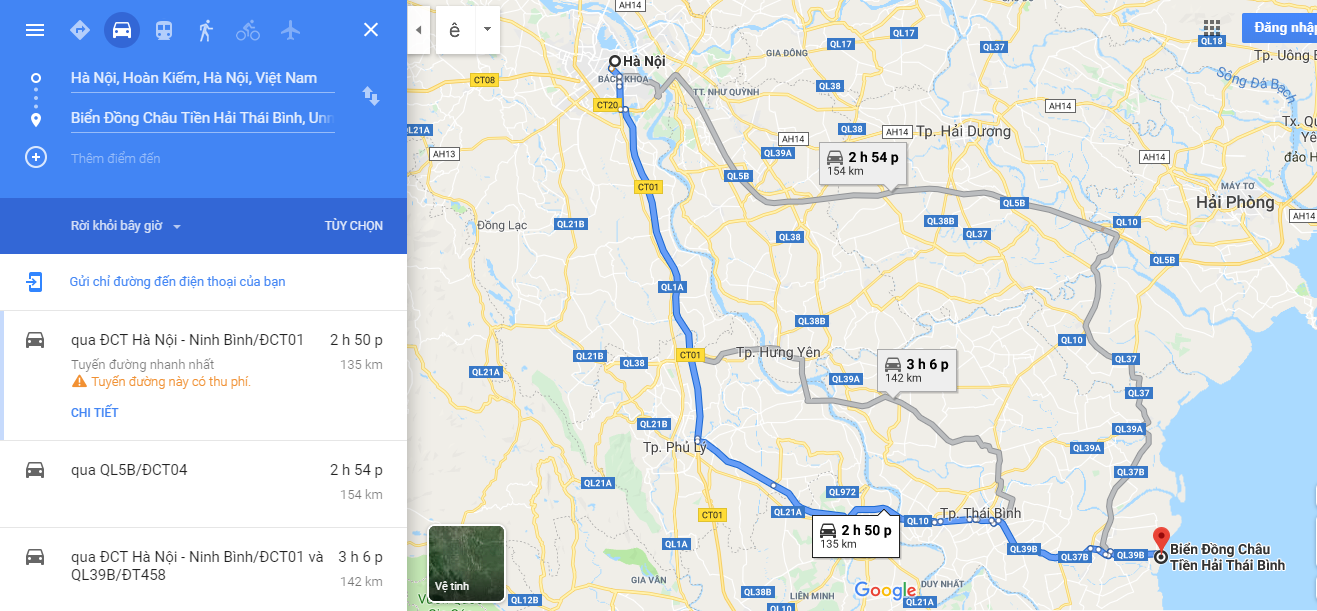 Hà Nội, Hoàn Kiếm, Hà Nội, Việt Nam
Biển Đồng Châu Tiền Hải Thái Bình, Unn
Thêm điểm đến
Rời khỏi bây giờ
TÙY CHỌN
Gửi chỉ đường đến điện thoại của bạn
qua ĐCT Hà Nội - Ninh Bình/ĐCT01 2 h 50 p
Tuyến đường nhanh nhất 135 km
Tuyến đường này có thu phí.
CHI TIẾT
qua QL5B/ĐCT04 2 h 54 p
154 km
qua ĐCT Hà Nội - Ninh Bình/ĐCT01 và 3 h 6 p
QL39B/ĐT458 142 km
ê
AH14
Đăng nhập
QL17
QL17
QL37
QL18
Tp. Uông B
GIA ĐÔNG
Hà Nội
BÁCH KHOA
CT08
Sông Đá Bạch
TT. NHƯ QUỲNH
QL38
CT20
AH14
Tx. Qu
Yê
QL21A
QL38
AH14
Tp. Hải Dương
AH14
AH13
QL39A
AH14
đảo H
2 h 54 p
154 km
QL5B
CT01
MÁY TƠ
Hải Phòng
QL5B
AH14
Đồng Lạc
QL21B
QL38B
QL10
QL38
QL37
QL5B
QL1A
QL38B
QL10
QL21B
QL38
CT01
Tp. Hưng Yên
QL37
QL21A
3 h 6 p
142 km
QL39A
QL37
QL21B
QL39A
Tp. Phủ Lý
QL39A
QL37B
QL21A
QL972
CT01
QL21A
Tp. Thái Bình
QL10
2 h 50 p
135 km
QL1A
QL39B
QL37B
QL39B
Biển Đồng Châu
Tiền Hải Thái Bình
GIA VÂN
Vệ tinh
Google
DUY NHẤT
QL38B
LIÊM MINH
QL21A
QL12B
QL10